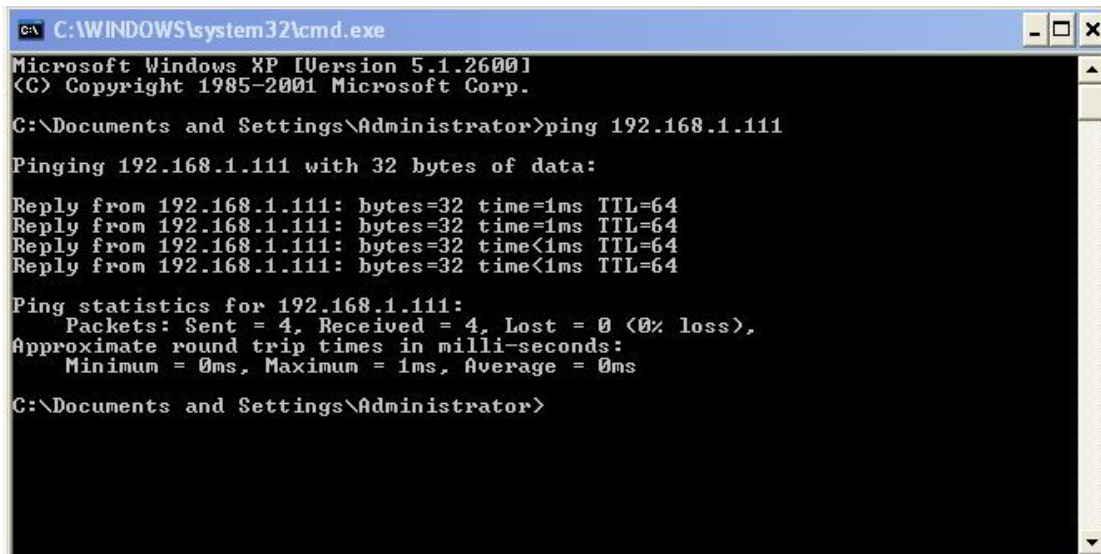 C:\WINDOWS\system32\cmd.exe
Microsoft Windows XP [Version 5.1.2600]
(C) Copyright 1985-2001 Microsoft Corp.
C:\Documents and Settings\Administrator>ping 192.168.1.111
Pinging 192.168.1.111 with 32 bytes of data:
Reply from 192.168.1.111: bytes=32 time=1ms TTL=64
Reply from 192.168.1.111: bytes=32 time=1ms TTL=64
Reply from 192.168.1.111: bytes=32 time<1ms TTL=64
Reply from 192.168.1.111: bytes=32 time<1ms TTL=64
Ping statistics for 192.168.1.111:
    Packets: Sent = 4, Received = 4, Lost = 0 (0% loss),
Approximate round trip times in milli-seconds:
    Minimum = 0ms, Maximum = 1ms, Average = 0ms
C:\Documents and Settings\Administrator>